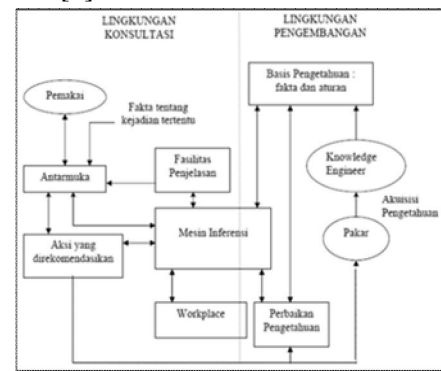 LINGKUNGAN
KONSULTASI
LINGKUNGAN
PENGEMBANGAN
Basis Pengetahuan :
fakta dan aturan
Pemakai
Fakta tentang
kejadian tertentu
Fasilitas
Penjelasan
Knowledge
Engineer
Antarmuka
Akuisisi
Pengetahuan
Mesin Inferensi
Pakar
Aksi yang
direkomendasikan
Workplace
Perbaikan
Pengetahuan